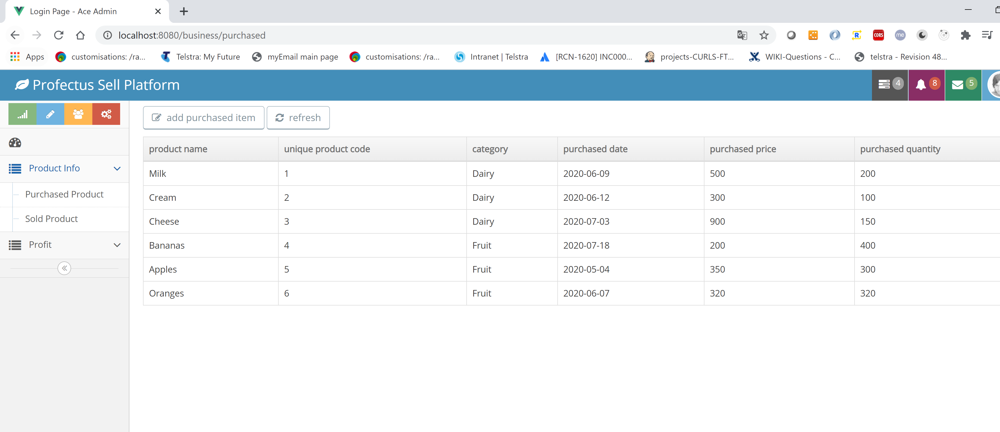 Login Page - Ace Admin
localhost:8080/business/purchased
R CORS me
Apps customisations: /ra... Telstra: My Future myEmail main page customisations: /ra... Intranet | Telstra [RCN-1620] INC000... projects-CURLS-FT... WIKI-Questions - C... telstra - Revision 48...
Profectus Sell Platform 4 8 5
add purchased item refresh
product name unique product code category purchased date purchased price purchased quantity
Product Info
Milk 1 Dairy 2020-06-09 500 200
Purchased Product
Cream 2 Dairy 2020-06-12 300 100
Sold Product
Cheese 3 Dairy 2020-07-03 900 150
Profit
Bananas 4 Fruit 2020-07-18 200 400
Apples 5 Fruit 2020-05-04 350 300
Oranges 6 Fruit 2020-06-07 320 320